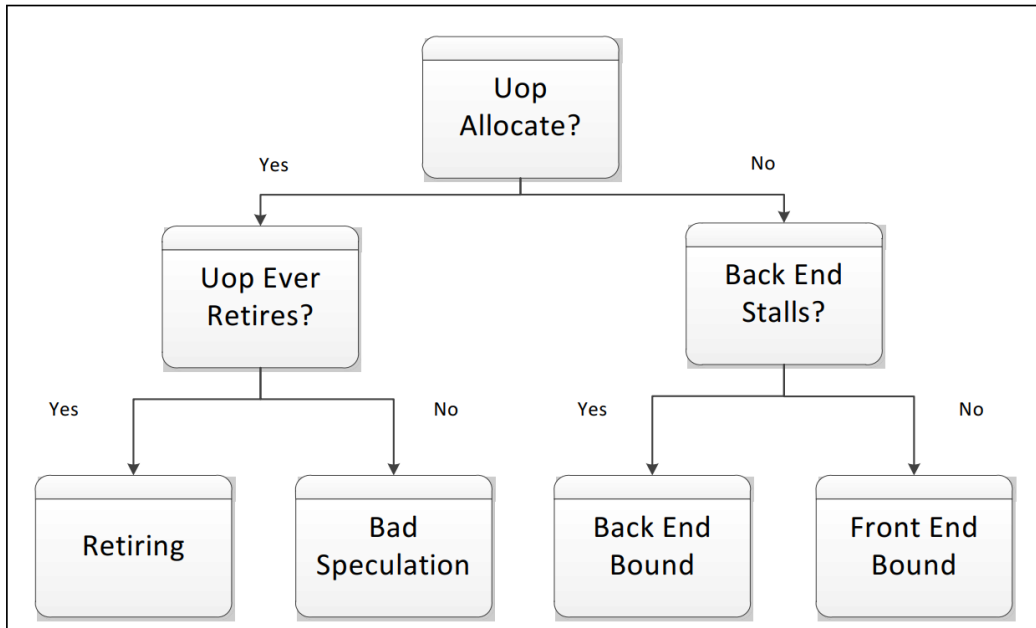 Uop
Allocate?
Yes
No
Uop Ever
Retires?
Back End
Stalls?
Yes
No
Yes
No
Retiring
Bad
Speculation
Back End
Bound
Front End
Bound